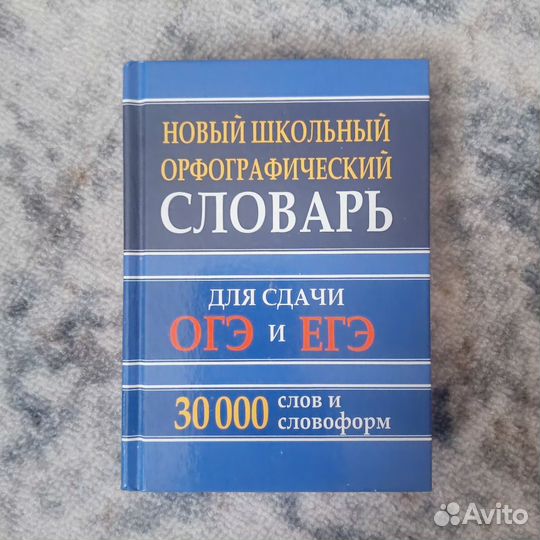 НОВЫЙ ШКОЛЬНЫЙ
ОРФОГРАФИЧЕСКИЙ
СЛОВАРЬ
ДЛЯ СДАЧИ
ОГЭ И ЕГЭ
30 000 слов и
словоформ
Avito